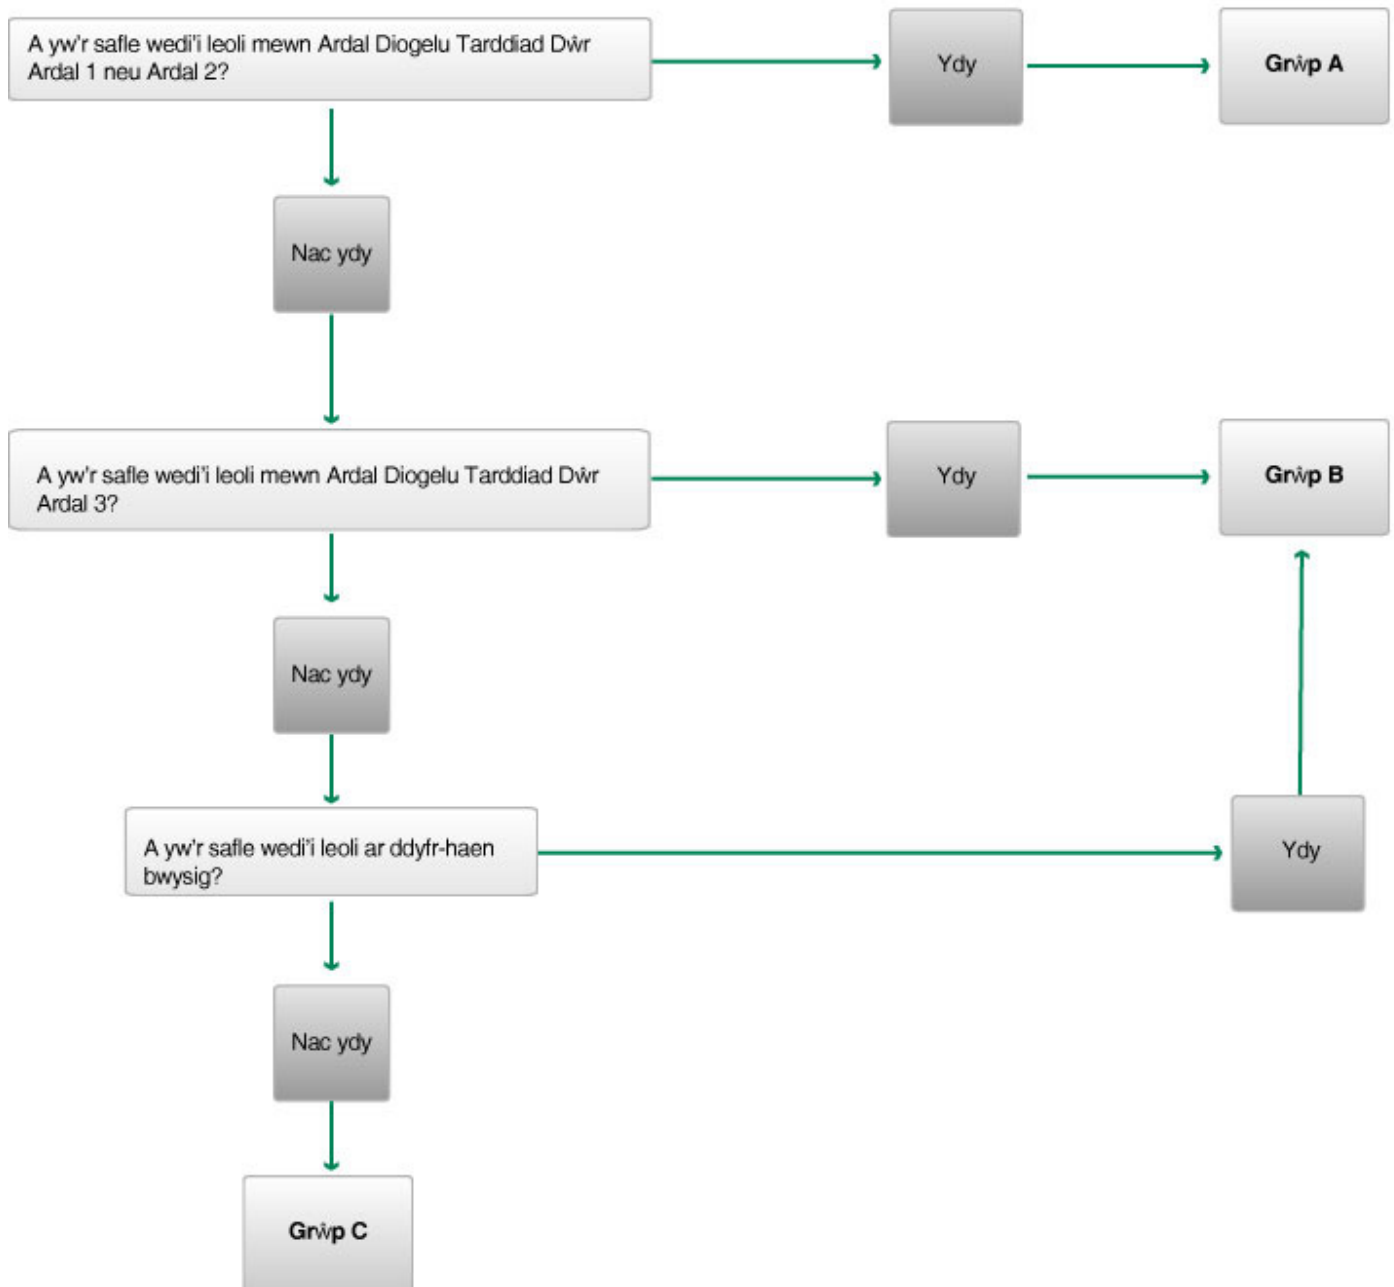 A yw'r safle wedi'i leoli mewn Ardal Diogelu Tarddiad Dŵr
Ardal 1 neu Ardal 2?
Ydy
Grŵp A
Nac ydy
A yw'r safle wedi'i leoli mewn Ardal Diogelu Tarddiad Dŵr
Ardal 3?
Ydy
Grŵp B
Nac ydy
A yw'r safle wedi'i leoli ar ddyfr-haen
bwysig?
Ydy
Nac ydy
Grŵp C